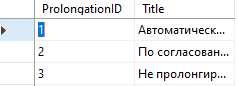 ProlongationID Title
1 Автоматическ...
2 По согласован...
3 Не пролонгир...